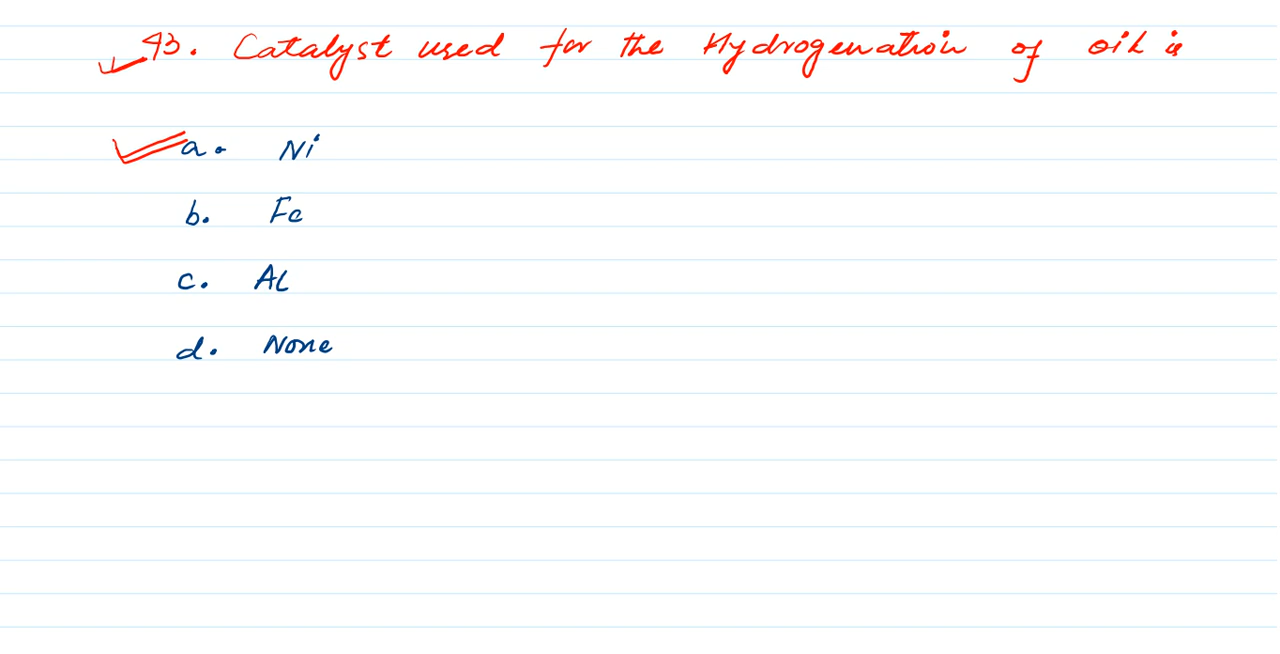 43. Catalyst used for the Hydrogenation of oil is
a. Ni
b. Fe
c. Al
d. None